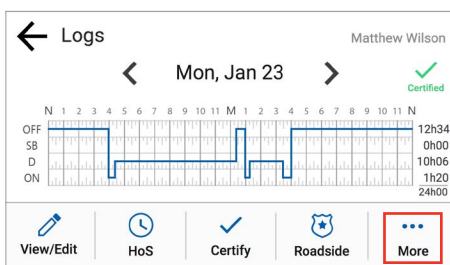 Logs
Matthew Wilson
Mon, Jan 23
Certified
N 1 2 3 4 5 6 7 8 9 10 11 M 1 2 3 4 5 6 7 8 9 10 11 N
OFF 12h34
SB 0h00
D 10h06
ON 1h20
24h00
View/Edit HoS Certify Roadside More